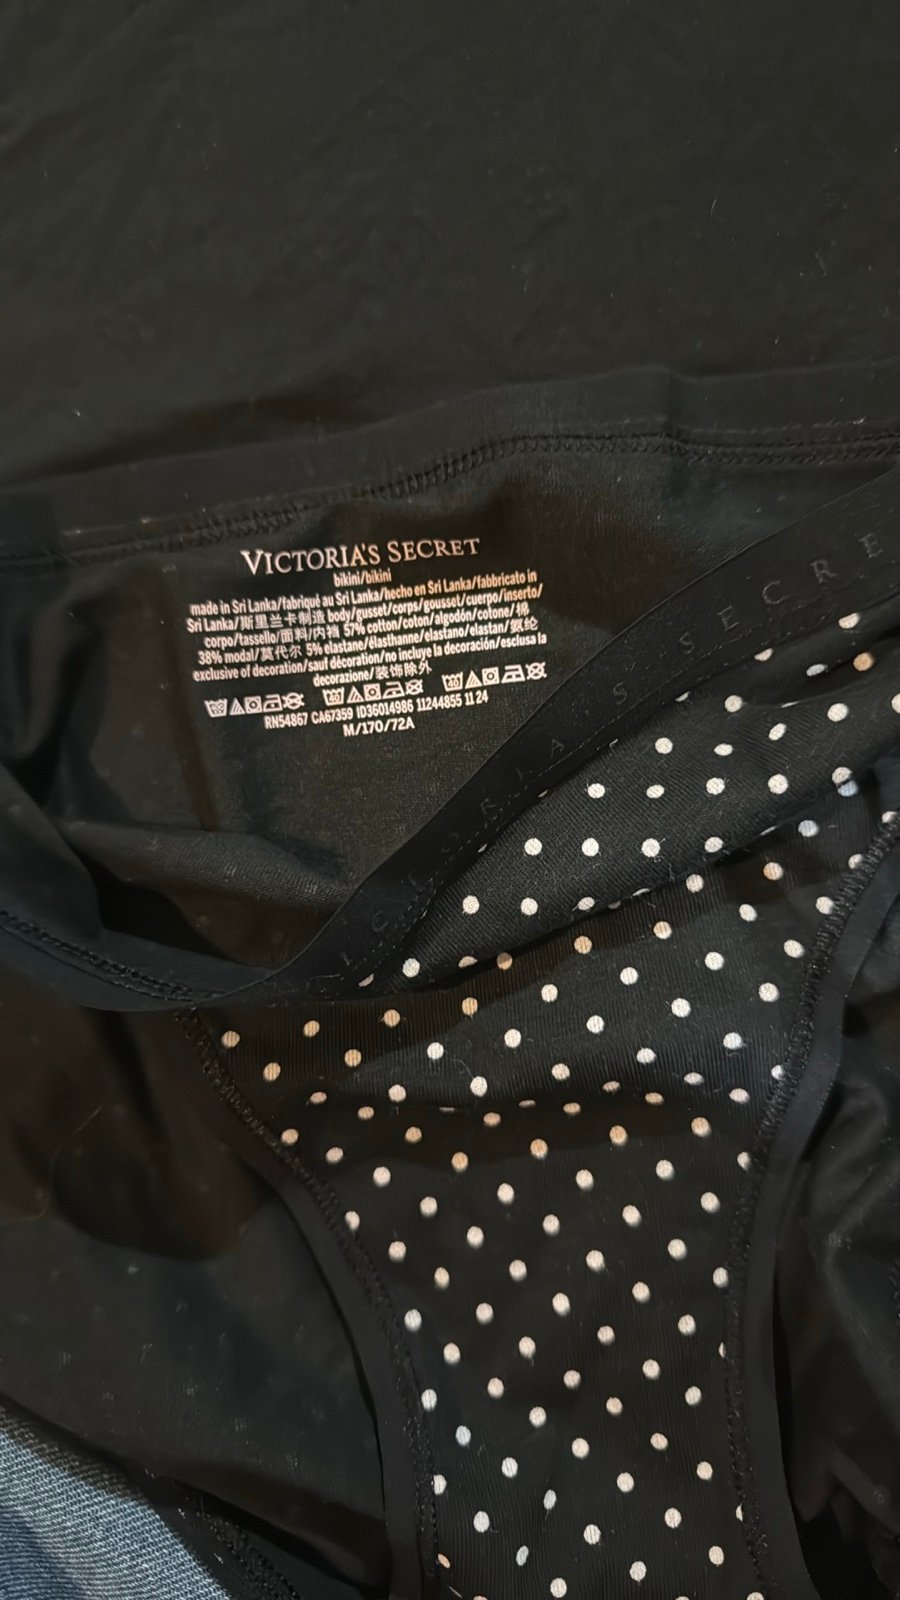 VICTORIA'S SECRET
bikini/bikini
made in Sri Lanka/fabriqué au Sri Lanka/hecho en Sri Lanka/fabbricato in
Sri Lanka/斯里兰卡制造 body/gusset/corps/gousset/cuerpo/inserto/
corpo/tassello/面料/内裆 57% cotton/coton/algodón/cotone/棉
38% modal/莫代尔 5% elastane/élasthanne/elastano/elastan/氨纶
exclusive of decoration/sauf décoration/no incluye la decoración/esclusa la
decorazione/装饰除外
RN54867 CA67359 ID36014986 11244855 11 24
M/170/72A
VICTORIA'S SECRE